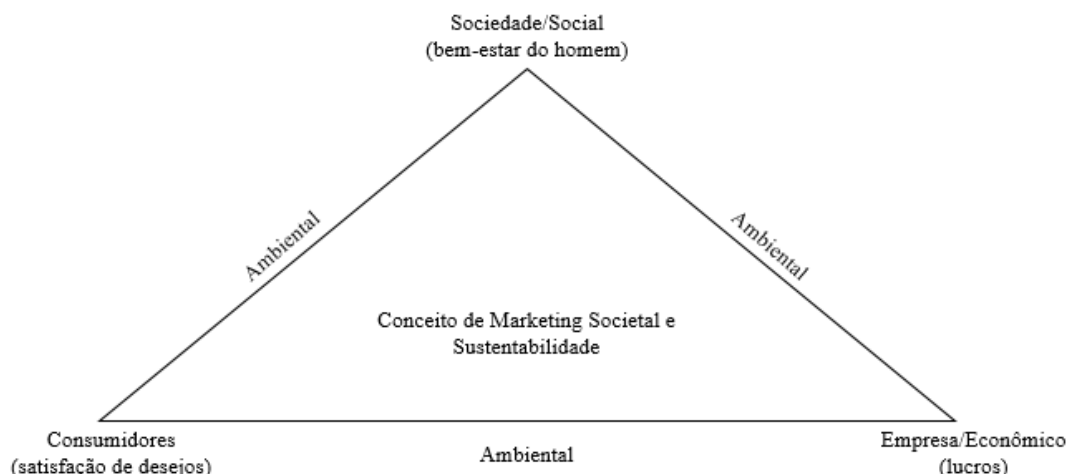 Sociedade/Social
(bem-estar do homem)
Ambiental
Ambiental
Conceito de Marketing Societal e
Sustentabilidade
Consumidores
(satisfação de desejos)
Ambiental
Empresa/Econômico
(lucros)